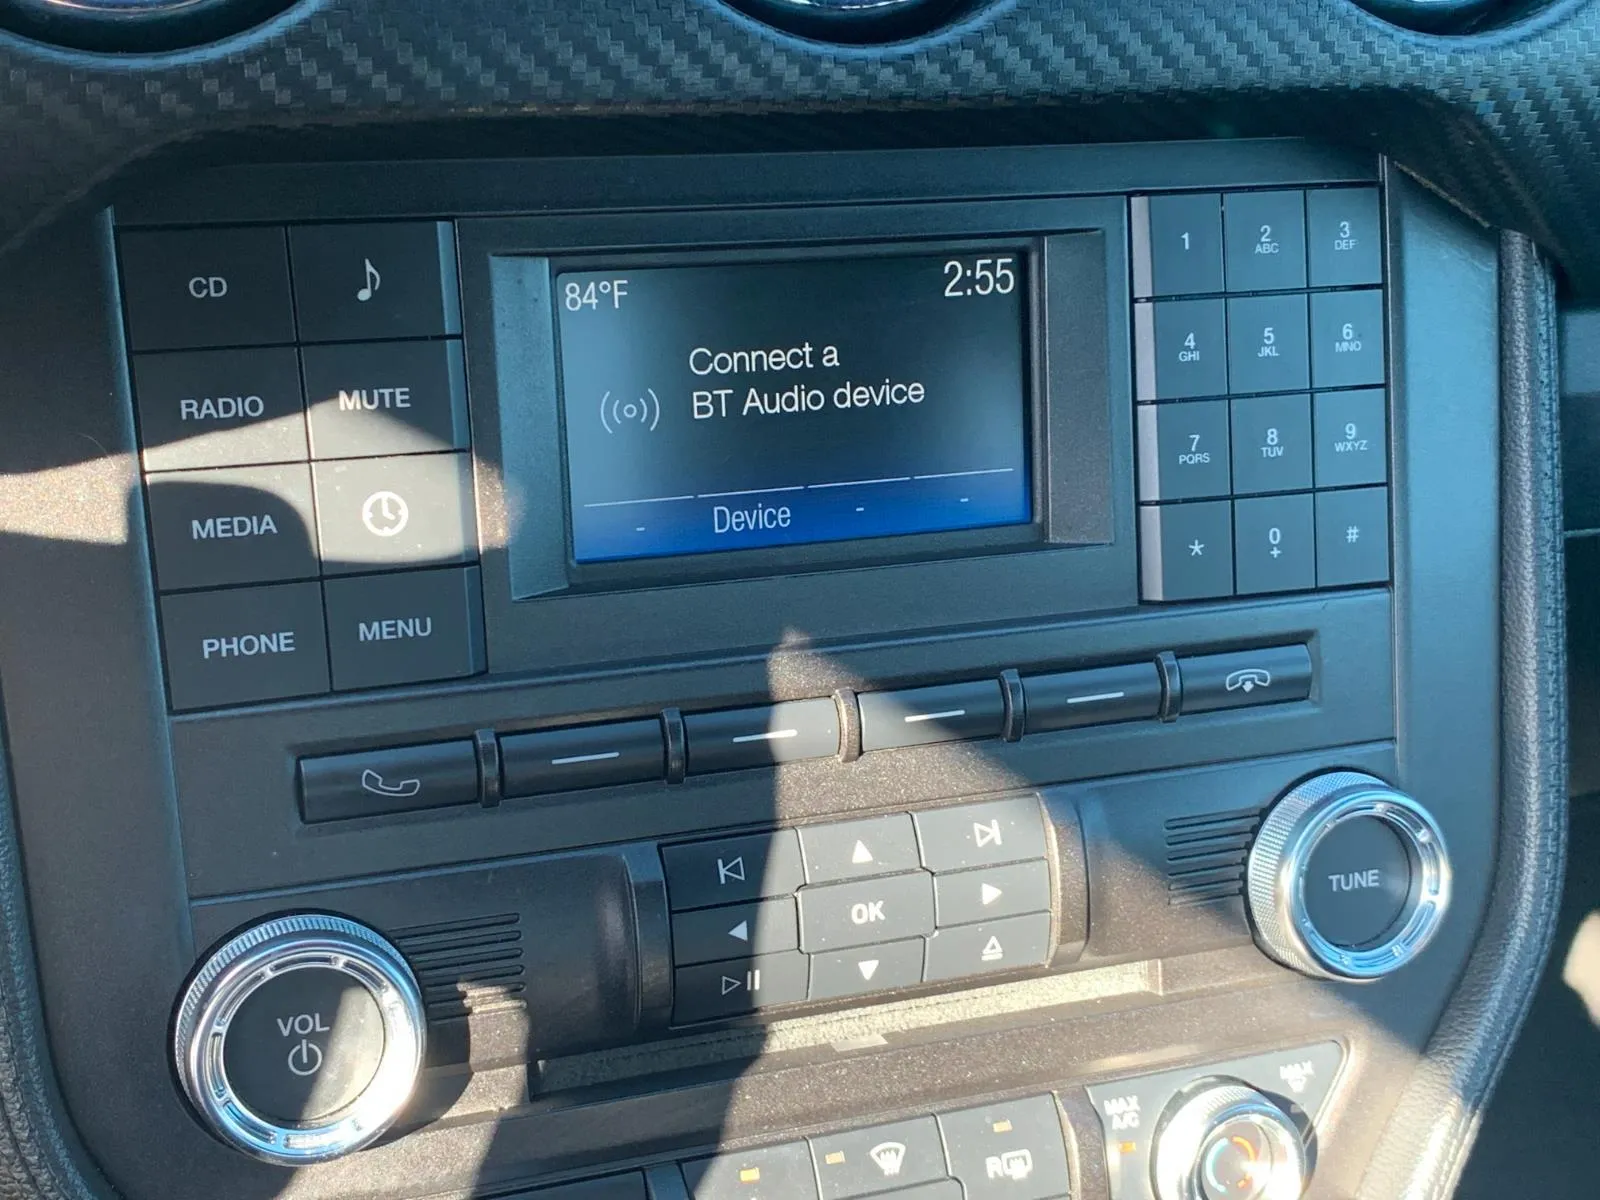 84°F
2:55
Connect a
BT Audio device
- Device - -
CD
RADIO
MUTE
MEDIA
PHONE
MENU
1
2 ABC
3 DEF
4 GHI
5 JKL
6 MNO
7 PQRS
8 TUV
9 WXYZ
*
0 +
#
OK
VOL
TUNE
MAX A/C
MAX
R